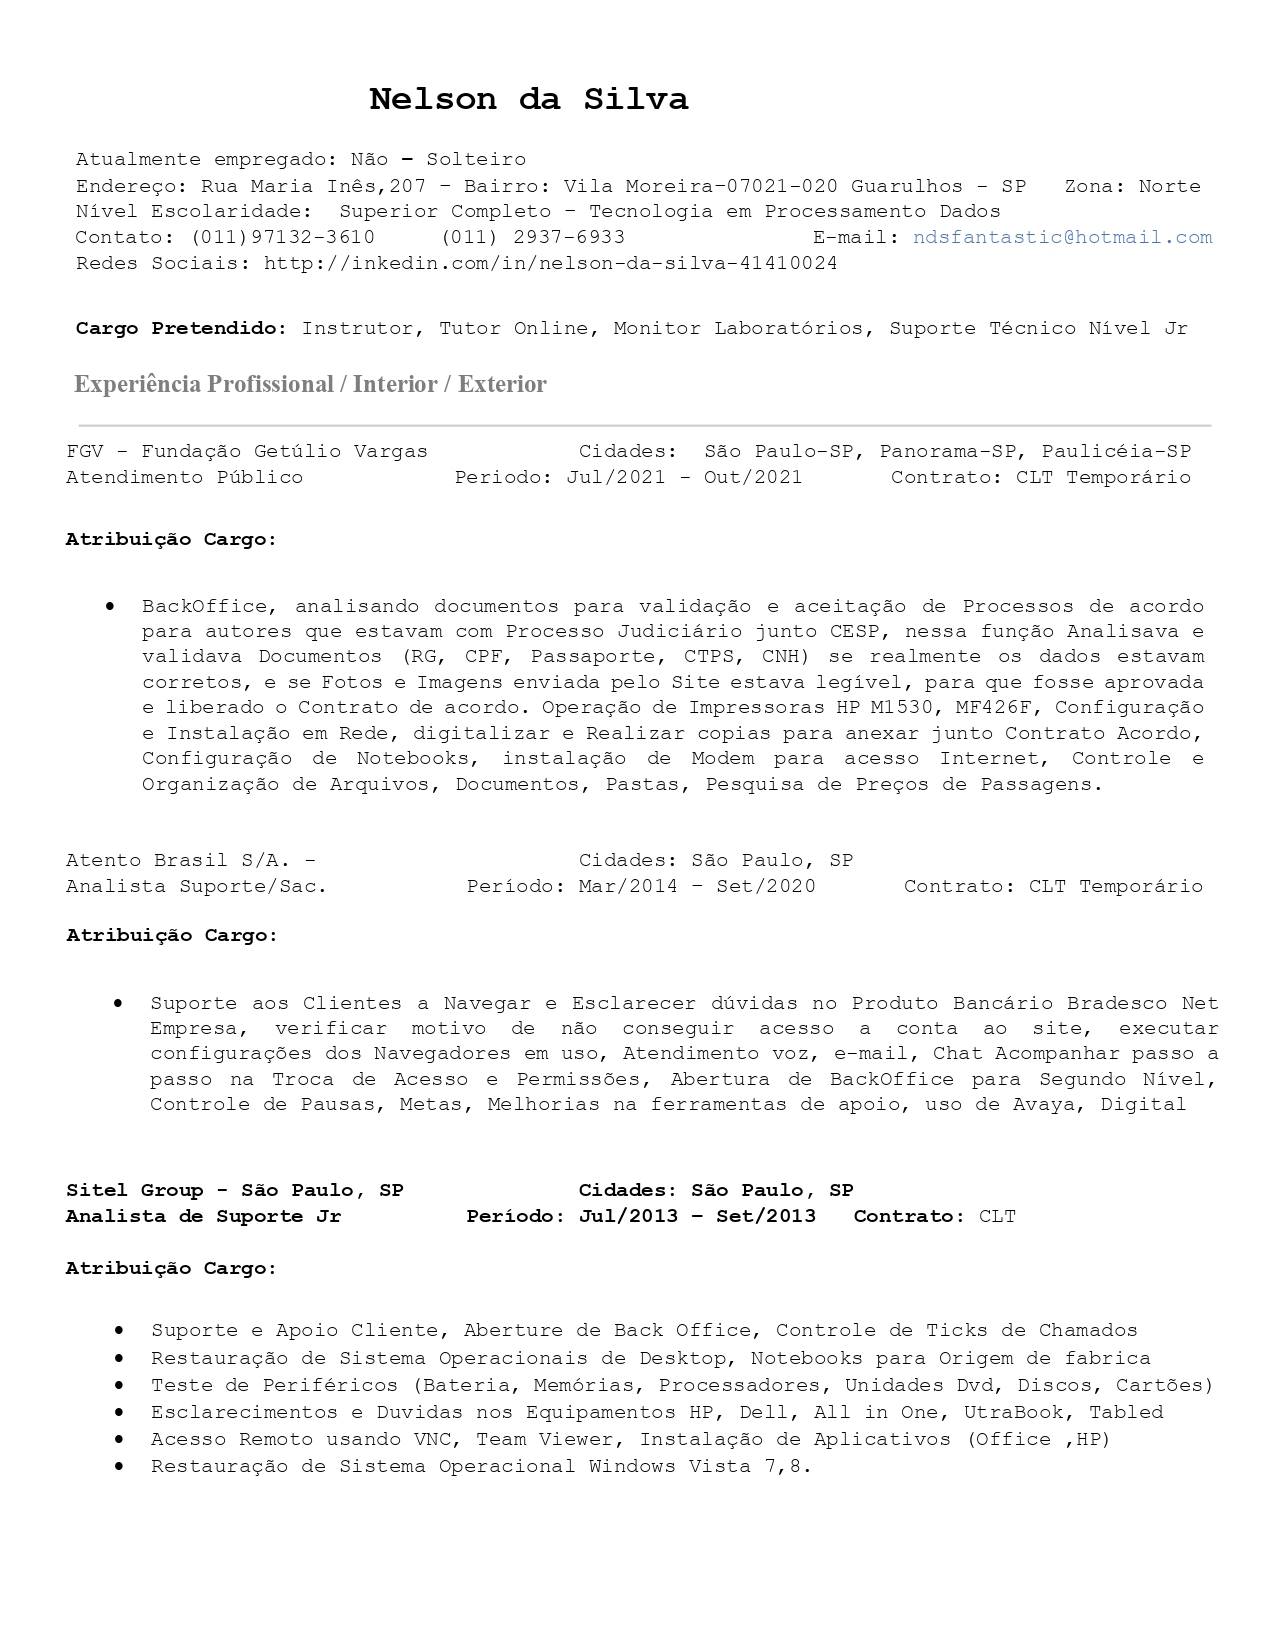 Nelson da Silva
Atualmente empregado: Não – Solteiro
Endereço: Rua Maria Inês,207 – Bairro: Vila Moreira–07021-020 Guarulhos - SP Zona: Norte
Nível Escolaridade: Superior Completo – Tecnologia em Processamento Dados
Contato: (011)97132-3610 (011) 2937-6933 E-mail: ndsfantastic@hotmail.com
Redes Sociais: http://inkedin.com/in/nelson-da-silva-41410024
Cargo Pretendido: Instrutor, Tutor Online, Monitor Laboratórios, Suporte Técnico Nível Jr
Experiência Profissional / Interior / Exterior
FGV - Fundação Getúlio Vargas Cidades: São Paulo-SP, Panorama-SP, Paulicéia-SP
Atendimento Público Periodo: Jul/2021 - Out/2021 Contrato: CLT Temporário
Atribuição Cargo:
• BackOffice, analisando documentos para validação e aceitação de Processos de acordo
para autores que estavam com Processo Judiciário junto CESP, nessa função Analisava e
validava Documentos (RG, CPF, Passaporte, CTPS, CNH) se realmente os dados estavam
corretos, e se Fotos e Imagens enviada pelo Site estava legível, para que fosse aprovada
e liberado o Contrato de acordo. Operação de Impressoras HP M1530, MF426F, Configuração
e Instalação em Rede, digitalizar e Realizar copias para anexar junto Contrato Acordo,
Configuração de Notebooks, instalação de Modem para acesso Internet, Controle e
Organização de Arquivos, Documentos, Pastas, Pesquisa de Preços de Passagens.
Atento Brasil S/A. – Cidades: São Paulo, SP
Analista Suporte/Sac. Período: Mar/2014 – Set/2020 Contrato: CLT Temporário
Atribuição Cargo:
• Suporte aos Clientes a Navegar e Esclarecer dúvidas no Produto Bancário Bradesco Net
Empresa, verificar motivo de não conseguir acesso a conta ao site, executar
configurações dos Navegadores em uso, Atendimento voz, e-mail, Chat Acompanhar passo a
passo na Troca de Acesso e Permissões, Abertura de BackOffice para Segundo Nível,
Controle de Pausas, Metas, Melhorias na ferramentas de apoio, uso de Avaya, Digital
Sitel Group - São Paulo, SP Cidades: São Paulo, SP
Analista de Suporte Jr Período: Jul/2013 – Set/2013 Contrato: CLT
Atribuição Cargo:
• Suporte e Apoio Cliente, Aberture de Back Office, Controle de Ticks de Chamados
• Restauração de Sistema Operacionais de Desktop, Notebooks para Origem de fabrica
• Teste de Periféricos (Bateria, Memórias, Processadores, Unidades Dvd, Discos, Cartões)
• Esclarecimentos e Duvidas nos Equipamentos HP, Dell, All in One, UtraBook, Tabled
• Acesso Remoto usando VNC, Team Viewer, Instalação de Aplicativos (Office ,HP)
• Restauração de Sistema Operacional Windows Vista 7,8.